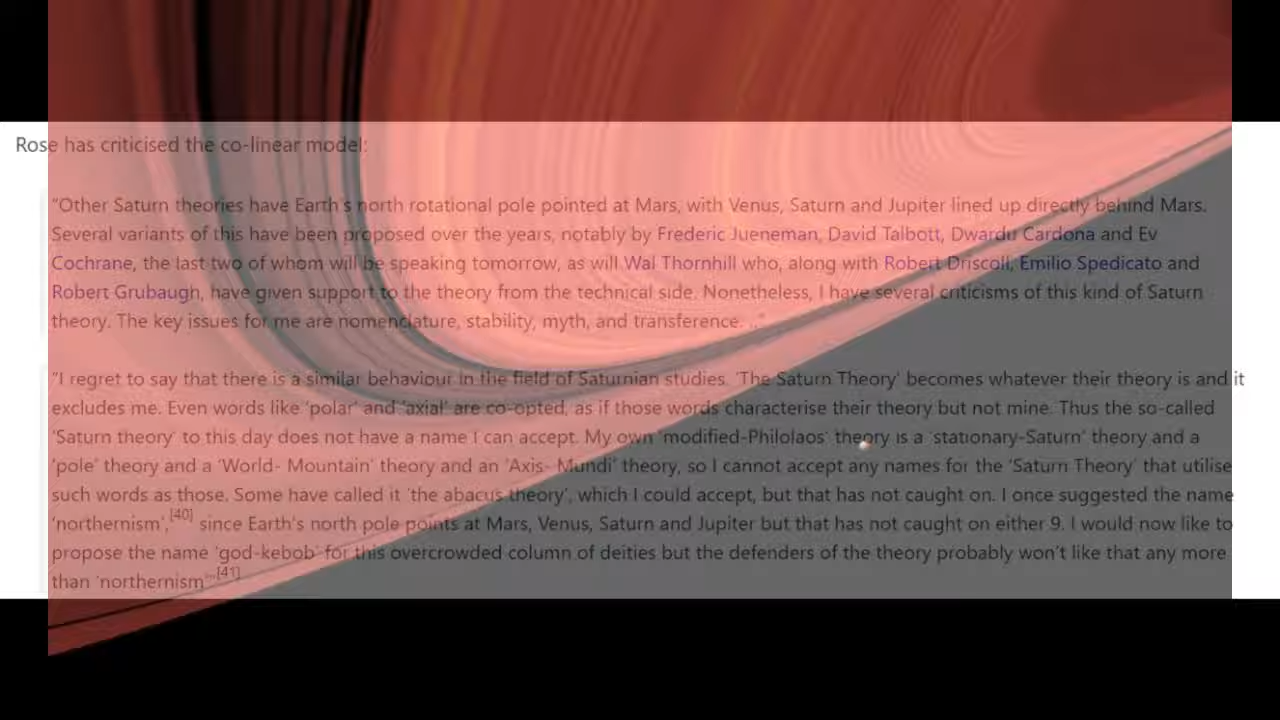 Rose has criticised the co-linear model:
“Other Saturn theories have Earth's north rotational pole pointed at Mars, with Venus, Saturn and Jupiter lined up directly behind Mars.
Several variants of this have been proposed over the years, notably by Frederic Jueneman, David Talbott, Dwardu Cardona and Ev
Cochrane, the last two of whom will be speaking tomorrow, as will Wal Thornhill who, along with Robert Driscoll, Emilio Spedicato and
Robert Grubaugh, have given support to the theory from the technical side. Nonetheless, I have several criticisms of this kind of Saturn
theory. The key issues for me are nomenclature, stability, myth, and transference. ..”
“I regret to say that there is a similar behaviour in the field of Saturnian studies. ‘The Saturn Theory’ becomes whatever their theory is and it
excludes me. Even words like ‘polar’ and ‘axial’ are co-opted, as if those words characterise their theory but not mine. Thus the so-called
‘Saturn theory’ to this day does not have a name I can accept. My own ‘modified-Philolaos’ theory is a ‘stationary-Saturn’ theory and a
‘pole’ theory and a ‘World- Mountain’ theory and an ‘Axis- Mundi’ theory, so I cannot accept any names for the ‘Saturn Theory’ that utilise
such words as those. Some have called it ‘the abacus theory’, which I could accept, but that has not caught on. I once suggested the name
‘northernism’,[40] since Earth's north pole points at Mars, Venus, Saturn and Jupiter but that has not caught on either 9. I would now like to
propose the name ‘god-kebob’ for this overcrowded column of deities but the defenders of the theory probably won't like that any more
than ‘northernism’”[41]